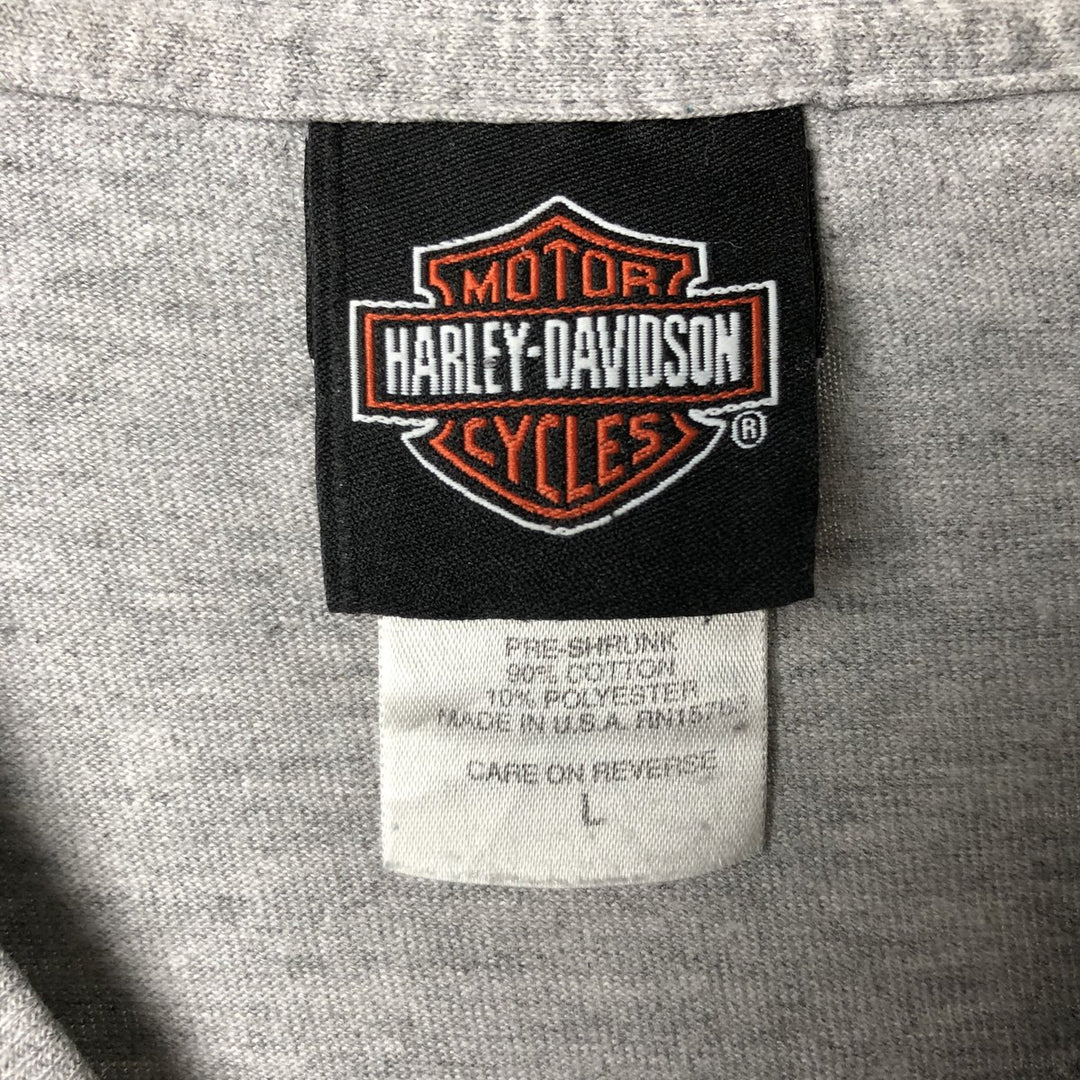 MOTOR
HARLEY-DAVIDSON
CYCLES
®
PRE-SHRUNK
90% COTTON
10% POLYESTER
MADE IN U.S.A.
CARE ON REVERSE
L